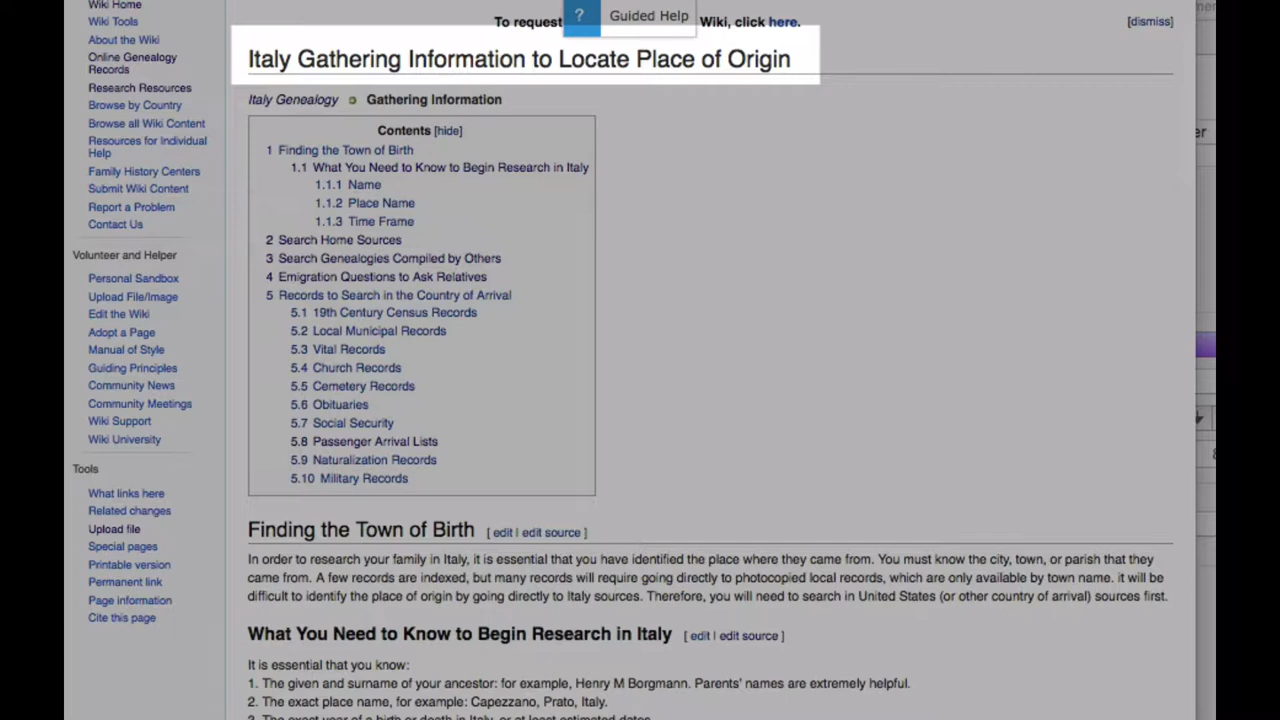 Wiki Home
Wiki Tools
About the Wiki
Online Genealogy
Records
Research Resources
Browse by Country
Browse all Wiki Content
Resources for Individual
Help
Family History Centers
Submit Wiki Content
Report a Problem
Contact Us
Volunteer and Helper
Personal Sandbox
Upload File/Image
Edit the Wiki
Adopt a Page
Manual of Style
Guiding Principles
Community News
Community Meetings
Wiki Support
Wiki University
Tools
What links here
Related changes
Upload file
Special pages
Printable version
Permanent link
Page information
Cite this page
To request ? Guided Help Wiki, click here. [dismiss]
Italy Gathering Information to Locate Place of Origin
Italy Genealogy Gathering Information
Contents [hide]
1 Finding the Town of Birth
1.1 What You Need to Know to Begin Research in Italy
1.1.1 Name
1.1.2 Place Name
1.1.3 Time Frame
2 Search Home Sources
3 Search Genealogies Compiled by Others
4 Emigration Questions to Ask Relatives
5 Records to Search in the Country of Arrival
5.1 19th Century Census Records
5.2 Local Municipal Records
5.3 Vital Records
5.4 Church Records
5.5 Cemetery Records
5.6 Obituaries
5.7 Social Security
5.8 Passenger Arrival Lists
5.9 Naturalization Records
5.10 Military Records
Finding the Town of Birth [ edit | edit source ]
In order to research your family in Italy, it is essential that you have identified the place where they came from. You must know the city, town, or parish that they
came from. A few records are indexed, but many records will require going directly to photocopied local records, which are only available by town name. it will be
difficult to identify the place of origin by going directly to Italy sources. Therefore, you will need to search in United States (or other country of arrival) sources first.
What You Need to Know to Begin Research in Italy [ edit | edit source ]
It is essential that you know:
1. The given and surname of your ancestor: for example, Henry M Borgmann. Parents' names are extremely helpful.
2. The exact place name, for example: Capezzano, Prato, Italy.
3. The exact year of a birth or death in Italy, or at least estimated dates.
er